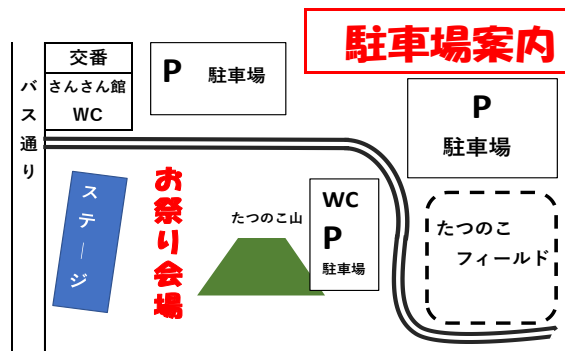 駐車場案内
バス通り
交番
さんさん館
WC
P 駐車場
P
駐車場
ステージ
お祭り会場
たつのこ山
WC
P
駐車場
たつのこ
フィールド